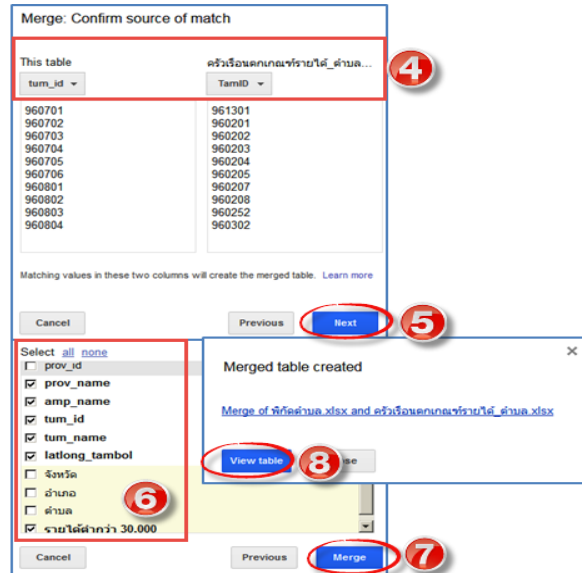 Merge: Confirm source of match
This table
ครัวเรือนตกเกณฑ์รายได้_ตำบล...
tum_id
TamID
4
960701
960702
960703
960704
960705
960706
960801
960802
960803
960804
961301
960201
960202
960203
960204
960205
960207
960208
960252
960302
Matching values in these two columns will create the merged table. Learn more
Cancel
Previous
Next
5
Select all none
prov_id
prov_name
amp_name
tum_id
tum_name
latlong_tambol
จังหวัด
อำเภอ
ตำบล
รายได้ต่ำกว่า 30.000
6
Cancel
Previous
Merge
7
Merged table created
×
Merge of พิกัดตำบล.xlsx and ครัวเรือนตกเกณฑ์รายได้_ตำบล.xlsx
View table
8
ose